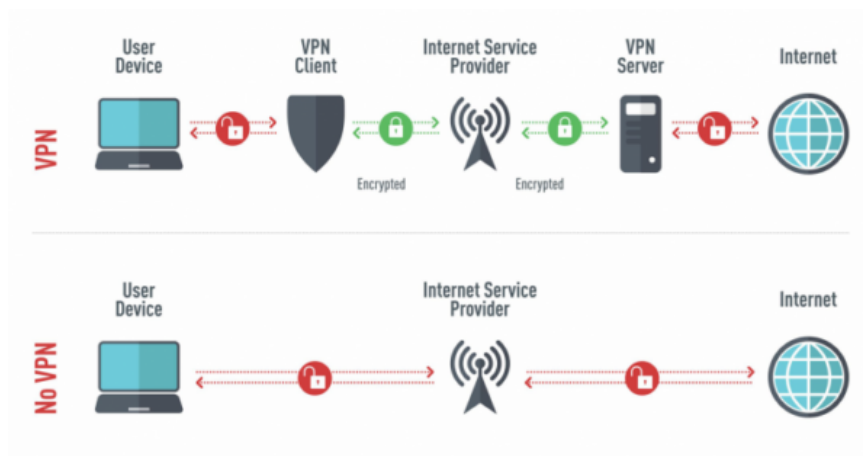 User
Device
VPN
Client
Internet Service
Provider
VPN
Server
Internet
VPN
Encrypted
Encrypted
User
Device
Internet Service
Provider
Internet
No VPN